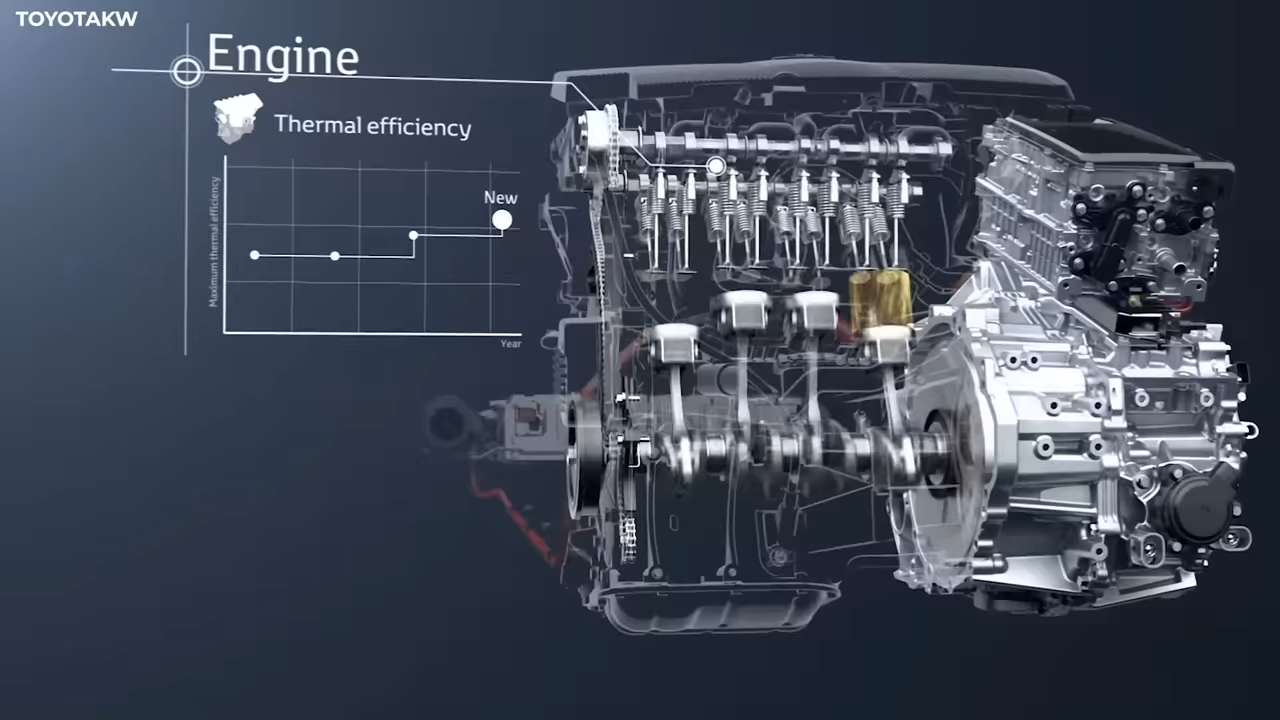 TOYOTAKW
Engine
Thermal efficiency
New
Maximum thermal efficiency
Year